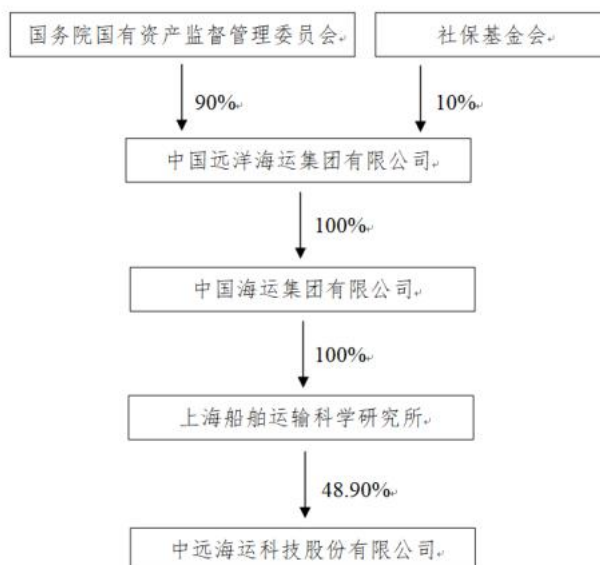 国务院国有资产监督管理委员会
社保基金会
90%
10%
中国远洋海运集团有限公司
100%
中国海运集团有限公司
100%
上海船舶运输科学研究所
48.90%
中远海运科技股份有限公司